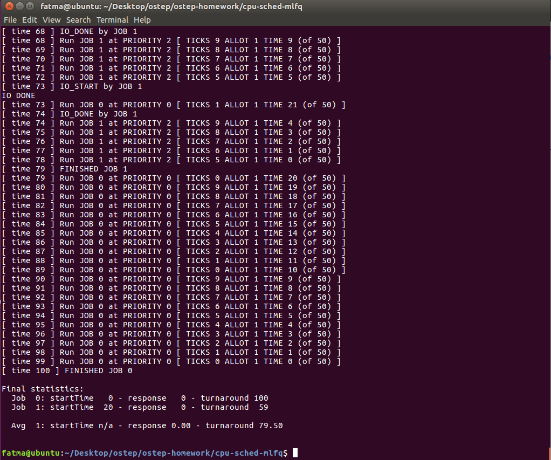 fatma@ubuntu: ~/Desktop/ostep/ostep-homework/cpu-sched-mlfq
File Edit View Search Terminal Help
[ time 68 ] IO_DONE by JOB 1
[ time 68 ] Run JOB 1 at PRIORITY 2 [ TICKS 9 ALLOT 1 TIME 9 (of 50) ]
[ time 69 ] Run JOB 1 at PRIORITY 2 [ TICKS 8 ALLOT 1 TIME 8 (of 50) ]
[ time 70 ] Run JOB 1 at PRIORITY 2 [ TICKS 7 ALLOT 1 TIME 7 (of 50) ]
[ time 71 ] Run JOB 1 at PRIORITY 2 [ TICKS 6 ALLOT 1 TIME 6 (of 50) ]
[ time 72 ] Run JOB 1 at PRIORITY 2 [ TICKS 5 ALLOT 1 TIME 5 (of 50) ]
[ time 73 ] IO_START by JOB 1
IO DONE
[ time 73 ] Run JOB 0 at PRIORITY 0 [ TICKS 1 ALLOT 1 TIME 21 (of 50) ]
[ time 74 ] IO_DONE by JOB 1
[ time 74 ] Run JOB 1 at PRIORITY 2 [ TICKS 9 ALLOT 1 TIME 4 (of 50) ]
[ time 75 ] Run JOB 1 at PRIORITY 2 [ TICKS 8 ALLOT 1 TIME 3 (of 50) ]
[ time 76 ] Run JOB 1 at PRIORITY 2 [ TICKS 7 ALLOT 1 TIME 2 (of 50) ]
[ time 77 ] Run JOB 1 at PRIORITY 2 [ TICKS 6 ALLOT 1 TIME 1 (of 50) ]
[ time 78 ] Run JOB 1 at PRIORITY 2 [ TICKS 5 ALLOT 1 TIME 0 (of 50) ]
[ time 79 ] FINISHED JOB 1
[ time 79 ] Run JOB 0 at PRIORITY 0 [ TICKS 0 ALLOT 1 TIME 20 (of 50) ]
[ time 80 ] Run JOB 0 at PRIORITY 0 [ TICKS 9 ALLOT 1 TIME 19 (of 50) ]
[ time 81 ] Run JOB 0 at PRIORITY 0 [ TICKS 8 ALLOT 1 TIME 18 (of 50) ]
[ time 82 ] Run JOB 0 at PRIORITY 0 [ TICKS 7 ALLOT 1 TIME 17 (of 50) ]
[ time 83 ] Run JOB 0 at PRIORITY 0 [ TICKS 6 ALLOT 1 TIME 16 (of 50) ]
[ time 84 ] Run JOB 0 at PRIORITY 0 [ TICKS 5 ALLOT 1 TIME 15 (of 50) ]
[ time 85 ] Run JOB 0 at PRIORITY 0 [ TICKS 4 ALLOT 1 TIME 14 (of 50) ]
[ time 86 ] Run JOB 0 at PRIORITY 0 [ TICKS 3 ALLOT 1 TIME 13 (of 50) ]
[ time 87 ] Run JOB 0 at PRIORITY 0 [ TICKS 2 ALLOT 1 TIME 12 (of 50) ]
[ time 88 ] Run JOB 0 at PRIORITY 0 [ TICKS 1 ALLOT 1 TIME 11 (of 50) ]
[ time 89 ] Run JOB 0 at PRIORITY 0 [ TICKS 0 ALLOT 1 TIME 10 (of 50) ]
[ time 90 ] Run JOB 0 at PRIORITY 0 [ TICKS 9 ALLOT 1 TIME 9 (of 50) ]
[ time 91 ] Run JOB 0 at PRIORITY 0 [ TICKS 8 ALLOT 1 TIME 8 (of 50) ]
[ time 92 ] Run JOB 0 at PRIORITY 0 [ TICKS 7 ALLOT 1 TIME 7 (of 50) ]
[ time 93 ] Run JOB 0 at PRIORITY 0 [ TICKS 6 ALLOT 1 TIME 6 (of 50) ]
[ time 94 ] Run JOB 0 at PRIORITY 0 [ TICKS 5 ALLOT 1 TIME 5 (of 50) ]
[ time 95 ] Run JOB 0 at PRIORITY 0 [ TICKS 4 ALLOT 1 TIME 4 (of 50) ]
[ time 96 ] Run JOB 0 at PRIORITY 0 [ TICKS 3 ALLOT 1 TIME 3 (of 50) ]
[ time 97 ] Run JOB 0 at PRIORITY 0 [ TICKS 2 ALLOT 1 TIME 2 (of 50) ]
[ time 98 ] Run JOB 0 at PRIORITY 0 [ TICKS 1 ALLOT 1 TIME 1 (of 50) ]
[ time 99 ] Run JOB 0 at PRIORITY 0 [ TICKS 0 ALLOT 1 TIME 0 (of 50) ]
[ time 100 ] FINISHED JOB 0
Final statistics:
Job 0: startTime 0 - response 0 - turnaround 100
Job 1: startTime 20 - response 0 - turnaround 59
Avg 1: startTime n/a - response 0.00 - turnaround 79.50
fatma@ubuntu:~/Desktop/ostep/ostep-homework/cpu-sched-mlfq$